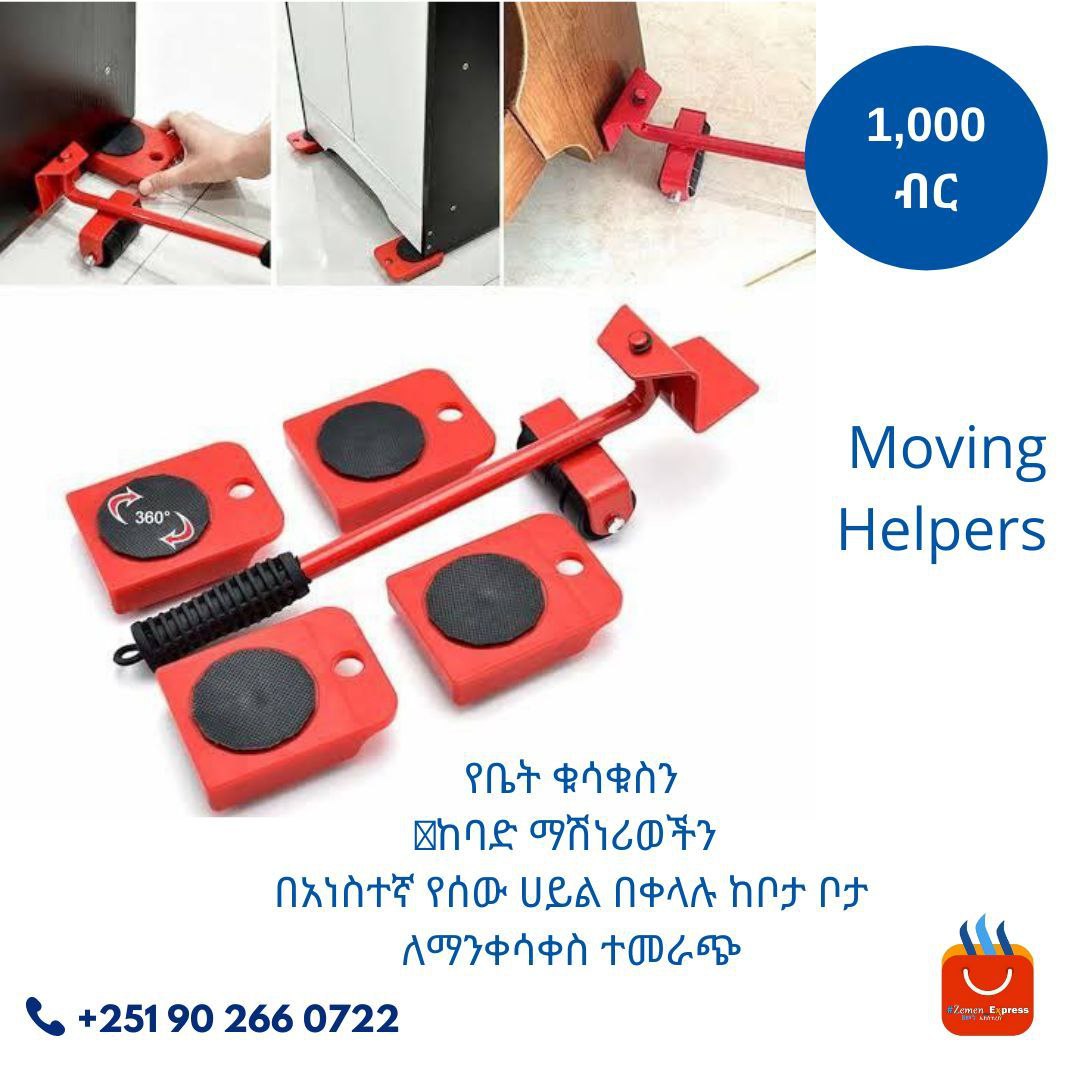 1,000
ብር
Moving
Helpers
360°
የቤት ቁሳቁስን
ከባድ ማሽነሪወችን
በአነስተኛ የሰው ሀይል በቀላሉ ከቦታ ቦታ
ለማንቀሳቀስ ተመራጭ
+251 90 266 0722
#Zemen Express